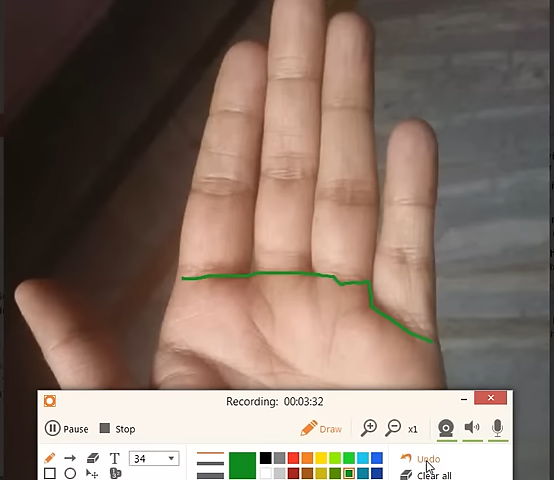 Recording: 00:03:32
Pause Stop Draw x1
T 34 Undo
Clear all